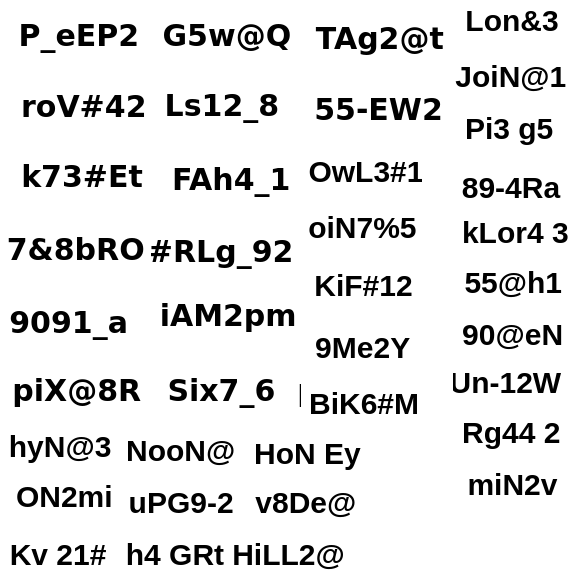 P_eEP2 G5w@Q TAg2@t Lon&3
JoiN@1
roV#42 Ls12_8 55-EW2 Pi3 g5
k73#Et FAh4_1 OwL3#1 89-4Ra
7&8bRO #RLg_92 oiN7%5 kLor4 3
KiF#12 55@h1
9091_a iAM2pm 9Me2Y 90@eN
piX@8R Six7_6 BiK6#M Un-12W
hyN@3 NooN@ HoN Ey Rg44 2
ON2mi uPG9-2 v8De@ miN2v
Kv 21# h4 GRt HiLL2@